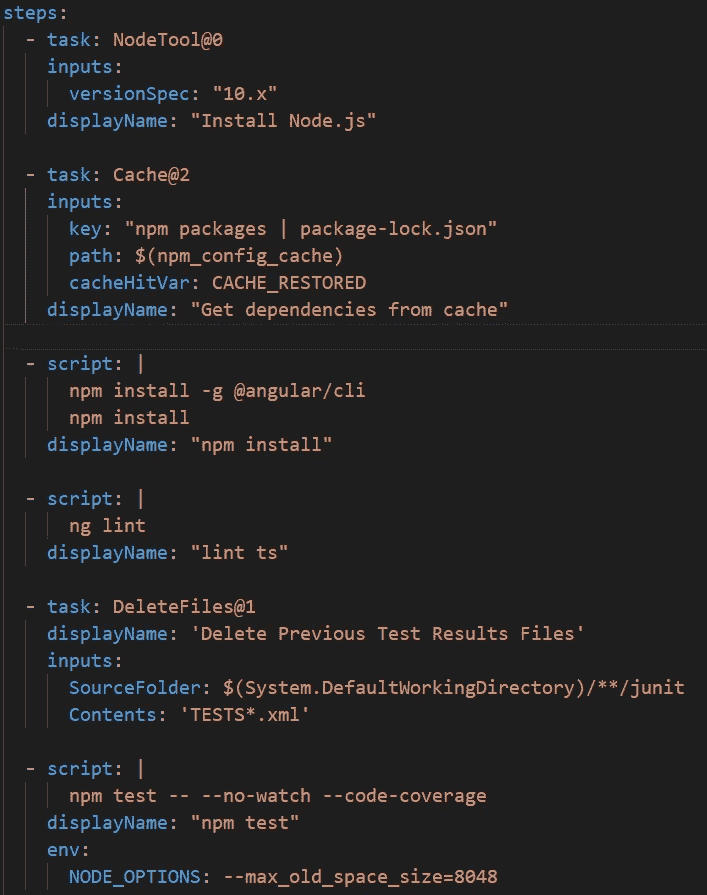 steps:
  - task: NodeTool@0
    inputs:
      versionSpec: "10.x"
    displayName: "Install Node.js"

  - task: Cache@2
    inputs:
      key: "npm packages | package-lock.json"
      path: $(npm_config_cache)
      cacheHitVar: CACHE_RESTORED
    displayName: "Get dependencies from cache"

  - script: |
      npm install -g @angular/cli
      npm install
    displayName: "npm install"

  - script: |
      ng lint
    displayName: "lint ts"

  - task: DeleteFiles@1
    displayName: 'Delete Previous Test Results Files'
    inputs:
      SourceFolder: $(System.DefaultWorkingDirectory)/**/junit
      Contents: 'TESTS*.xml'

  - script: |
      npm test -- --no-watch --code-coverage
    displayName: "npm test"
    env:
      NODE_OPTIONS: --max_old_space_size=8048